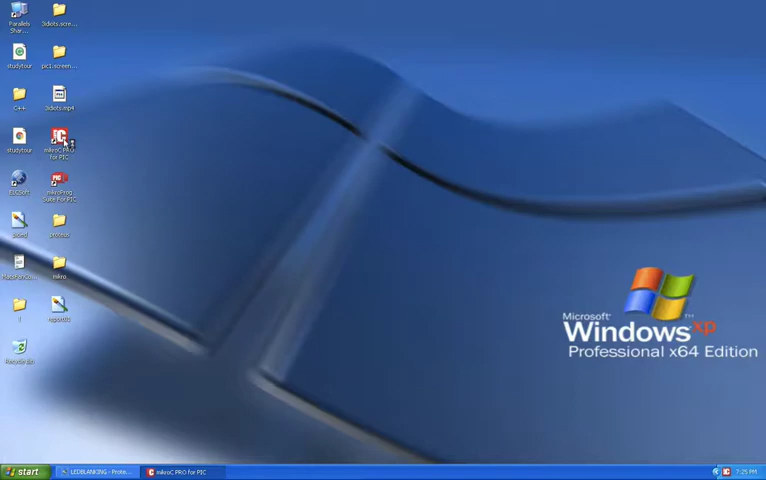 Parallels
Shar...
3idiots.scre...
studytour
pic1.screen...
C++
3idiots.mp4
studytour
mikroC PRO
for PIC
mikroProg
Suite For PIC
proteus
mikro
1
report01
Recycle Bin
Microsoft®
Windows xp
Professional x64 Edition
start
LEDBLANKING - Prote...
mikroC PRO for PIC
7:25 PM